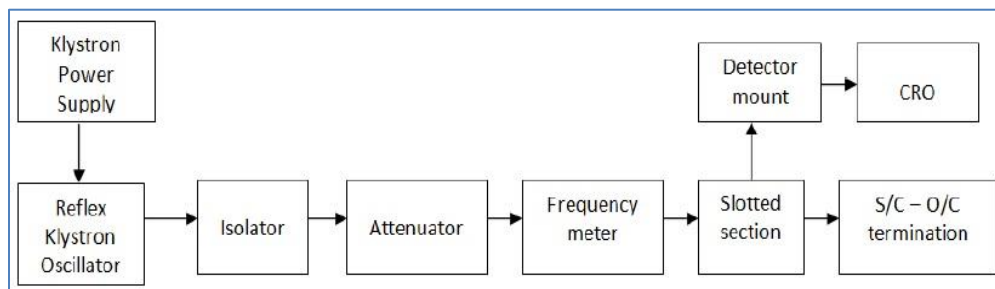 Klystron
Power
Supply
Detector
mount
CRO
Reflex
Klystron
Oscillator
Isolator
Attenuator
Frequency
meter
Slotted
section
S/C – O/C
termination